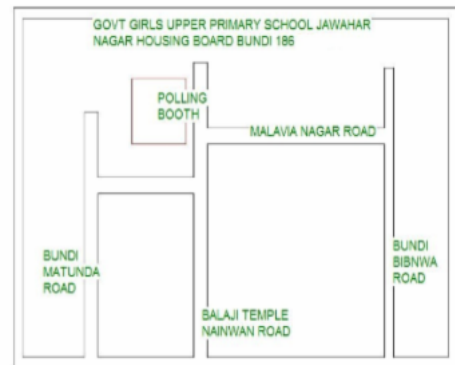 GOVT GIRLS UPPER PRIMARY SCHOOL JAWAHAR
NAGAR HOUSING BOARD BUNDI 186
POLLING
BOOTH
MALAVIA NAGAR ROAD
BUNDI
MATUNDA
ROAD
BUNDI
BIBNWA
ROAD
BALAJI TEMPLE
NAINWAN ROAD